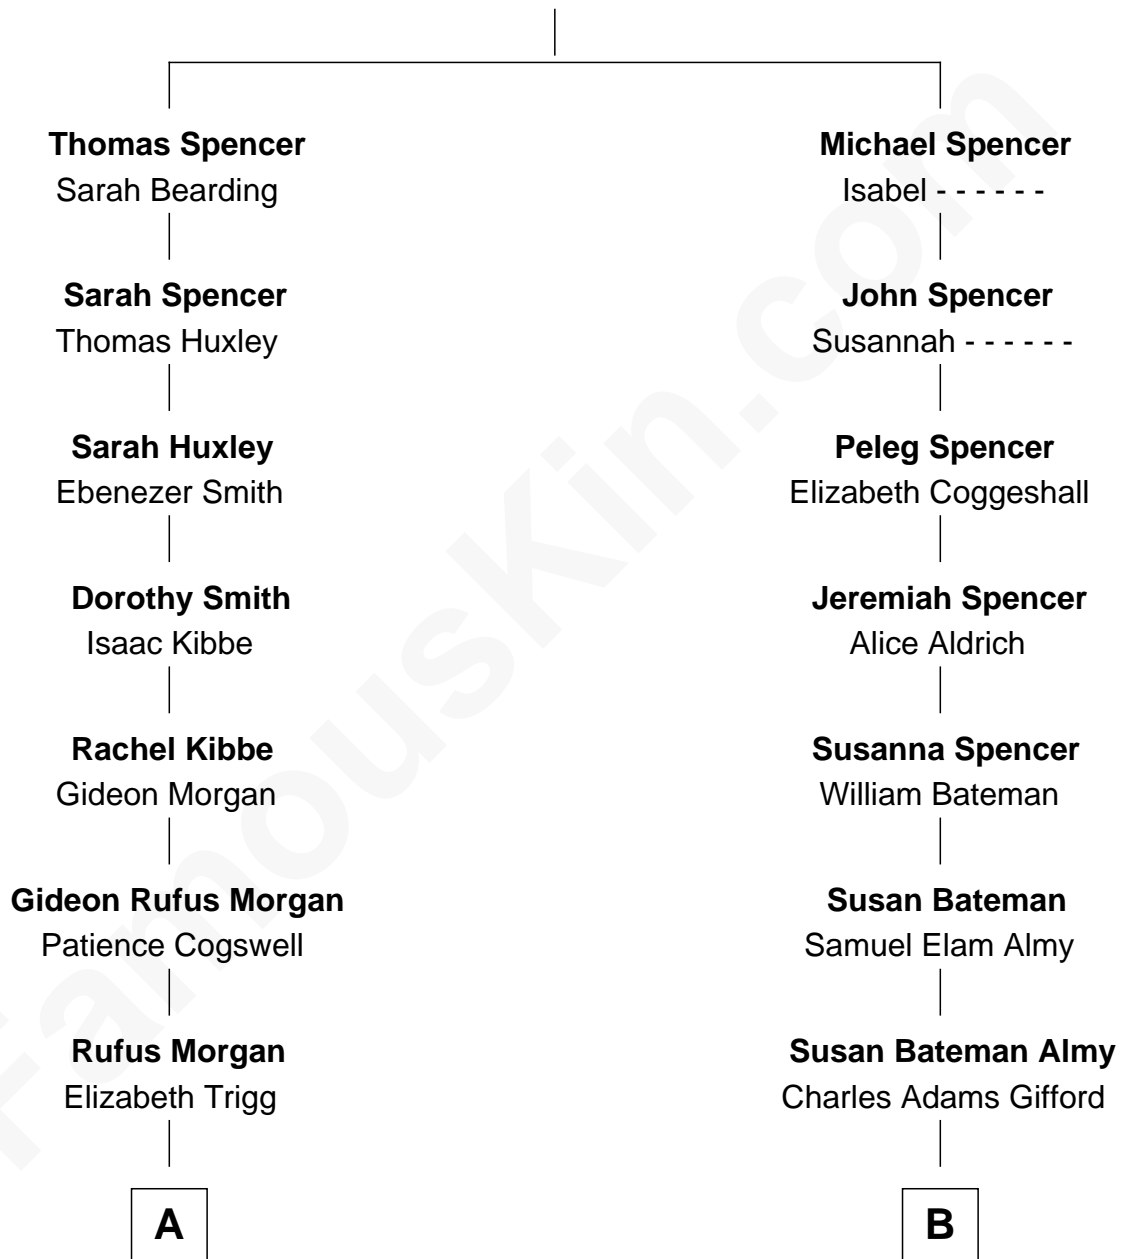 Thomas Spencer
Sarah Bearding
Sarah Spencer
Thomas Huxley
Sarah Huxley
Ebenezer Smith
Dorothy Smith
Isaac Kibbe
Rachel Kibbe
Gideon Morgan
Gideon Rufus Morgan
Patience Cogswell
Rufus Morgan
Elizabeth Trigg
A
Michael Spencer
Isabel - - - - - -
John Spencer
Susannah - - - - - -
Peleg Spencer
Elizabeth Coggeshall
Jeremiah Spencer
Alice Aldrich
Susanna Spencer
William Bateman
Susan Bateman
Samuel Elam Almy
Susan Bateman Almy
Charles Adams Gifford
B
FamousKin.com